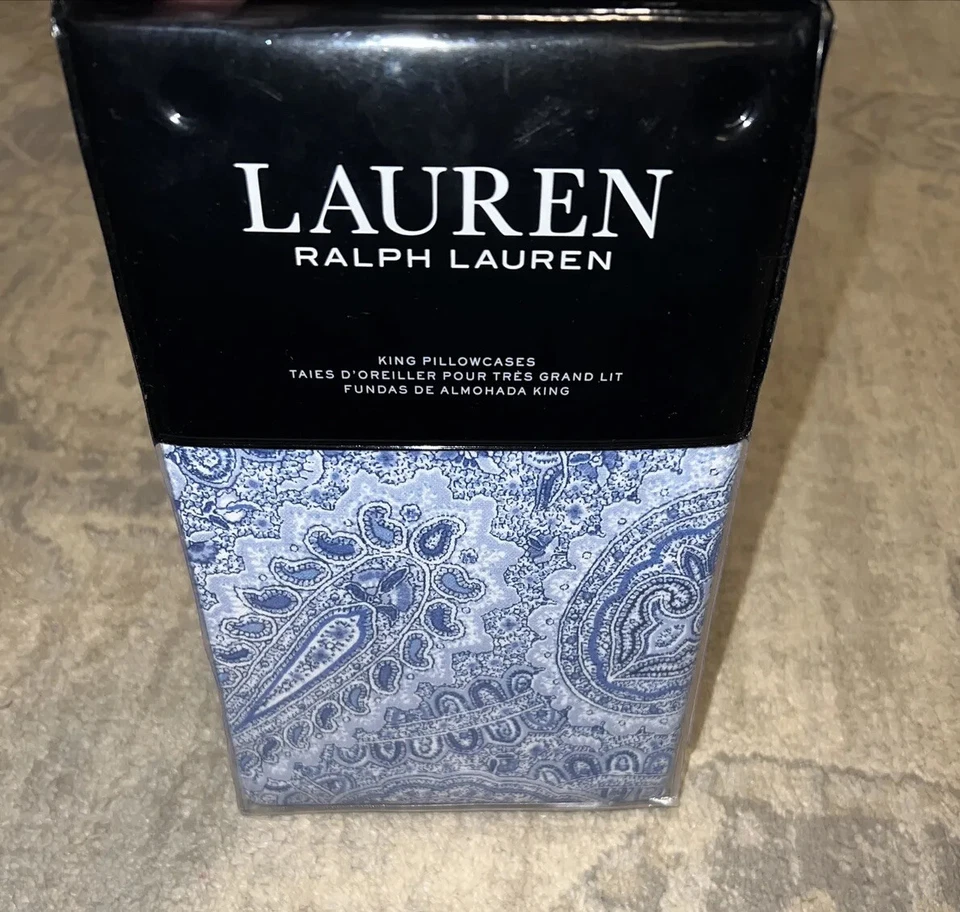 LAUREN
RALPH LAUREN
KING PILLOWCASES
TAIES D'OREILLER POUR TRÈS GRAND LIT
FUNDAS DE ALMOHADA KING